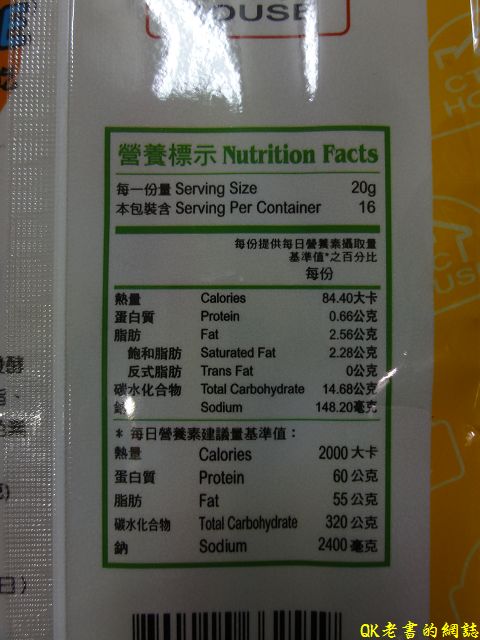 HOUSE
營養標示 Nutrition Facts
每一份量 Serving Size 20g
本包裝含 Serving Per Container 16
每份提供每日營養素攝取量
基準值*之百分比
每份
熱量 Calories 84.40大卡
蛋白質 Protein 0.66公克
脂肪 Fat 2.56公克
飽和脂肪 Saturated Fat 2.28公克
反式脂肪 Trans Fat 0公克
碳水化合物 Total Carbohydrate 14.68公克
鈉 Sodium 148.20毫克
* 每日營養素建議量基準值：
熱量 Calories 2000大卡
蛋白質 Protein 60公克
脂肪 Fat 55公克
碳水化合物 Total Carbohydrate 320公克
鈉 Sodium 2400毫克
QK老書的網誌